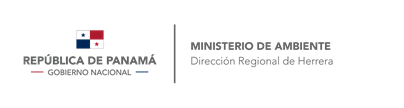 REPÚBLICA DE PANAMÁ
GOBIERNO NACIONAL
MINISTERIO DE AMBIENTE
Dirección Regional de Herrera